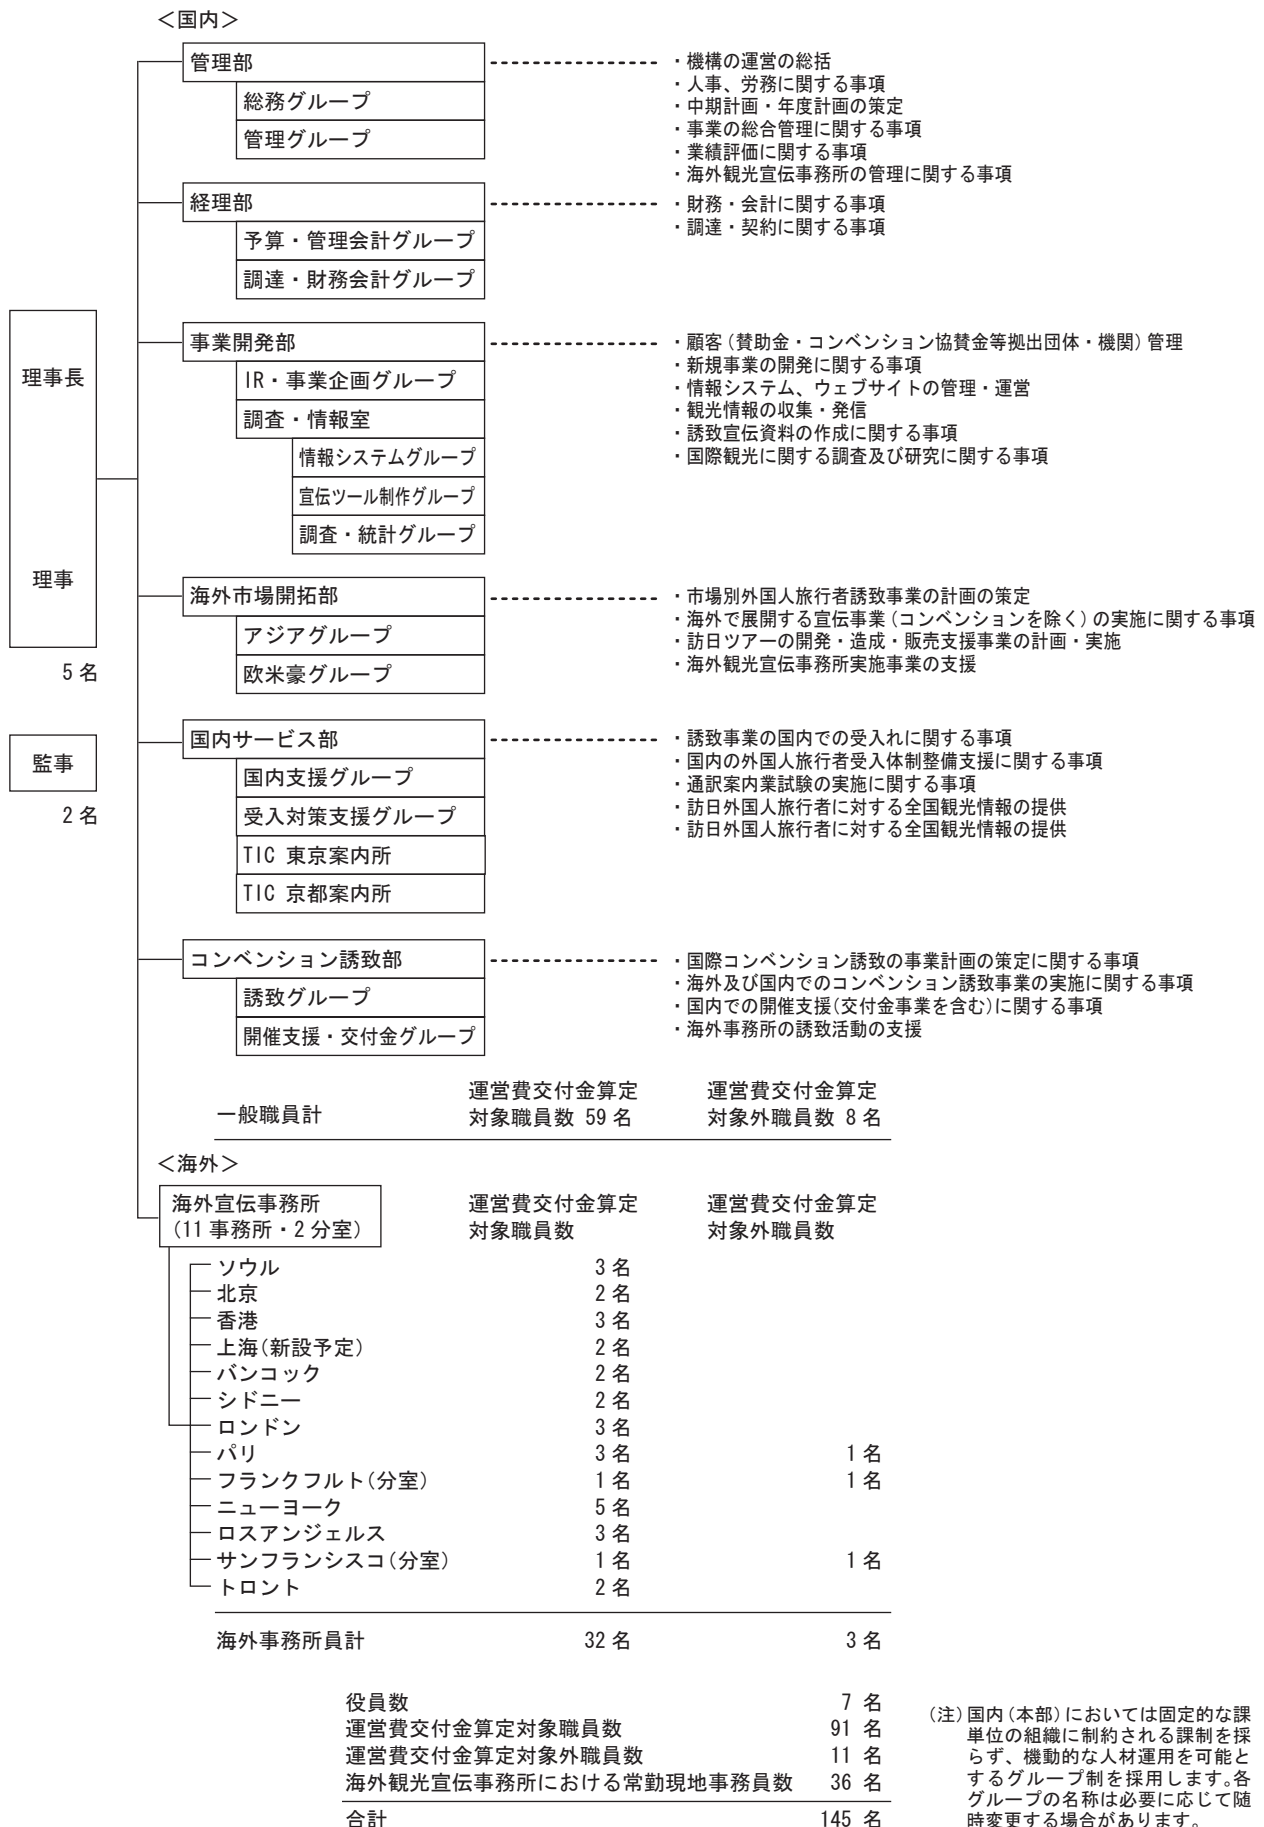 ＜国内＞
管理部
・機構の運営の総括
・人事、労務に関する事項
総務グループ
・中期計画・年度計画の策定
管理グループ
・事業の総合管理に関する事項
・業績評価に関する事項
・海外観光宣伝事務所の管理に関する事項
経理部
・財務・会計に関する事項
・調達・契約に関する事項
予算・管理会計グループ
調達・財務会計グループ
理事長
理事
5 名
監事
2 名
事業開発部
・顧客(賛助金・コンベンション協賛金等拠出団体・機関)管理
・新規事業の開発に関する事項
IR・事業企画グループ
・情報システム、ウェブサイトの管理・運営
・観光情報の収集・発信
調査・情報室
・誘致宣伝資料の作成に関する事項
・国際観光に関する調査及び研究に関する事項
情報システムグループ
宣伝ツール制作グループ
調査・統計グループ
海外市場開拓部
・市場別外国人旅行者誘致事業の計画の策定
・海外で展開する宣伝事業(コンベンションを除く)の実施に関する事項
アジアグループ
・訪日ツアーの開発・造成・販売支援事業の計画・実施
・海外観光宣伝事務所実施事業の支援
欧米豪グループ
国内サービス部
・誘致事業の国内での受入れに関する事項
・国内の外国人旅行者受入体制整備支援に関する事項
国内支援グループ
・通訳案内業試験の実施に関する事項
・訪日外国人旅行者に対する全国観光情報の提供
受入対策支援グループ
・訪日外国人旅行者に対する全国観光情報の提供
TIC 東京案内所
TIC 京都案内所
コンベンション誘致部
・国際コンベンション誘致の事業計画の策定に関する事項
・海外及び国内でのコンベンション誘致事業の実施に関する事項
誘致グループ
・国内での開催支援(交付金事業を含む)に関する事項
・海外事務所の誘致活動の支援
開催支援・交付金グループ
運営費交付金算定 運営費交付金算定
一般職員計 対象職員数 59 名 対象外職員数 8 名
＜海外＞
海外宣伝事務所 運営費交付金算定 運営費交付金算定
(11 事務所・2 分室) 対象職員数 対象外職員数
ソウル 3 名
北京 2 名
香港 3 名
上海(新設予定) 2 名
バンコック 2 名
シドニー 2 名
ロンドン 3 名
パリ 3 名 1 名
フランクフルト(分室) 1 名 1 名
ニューヨーク 5 名
ロスアンジェルス 3 名
サンフランシスコ(分室) 1 名 1 名
トロント 2 名
海外事務所員計 32 名 3 名
役員数 7 名
運営費交付金算定対象職員数 91 名
運営費交付金算定対象外職員数 11 名
海外観光宣伝事務所における常勤現地事務員数 36 名
合計 145 名
(注)国内(本部)においては固定的な課
単位の組織に制約される課制を採
らず、機動的な人材運用を可能と
するグループ制を採用します。各
グループの名称は必要に応じて随
時変更する場合があります。